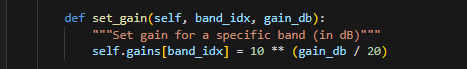 def set_gain(self, band_idx, gain_db):
"""Set gain for a specific band (in dB)"""
self.gains[band_idx] = 10 ** (gain_db / 20)